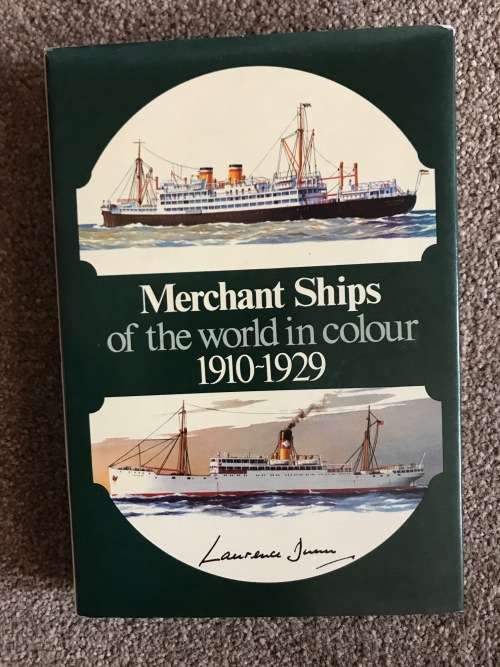 Merchant Ships
of the world in colour
1910-1929
Laurence Dunn